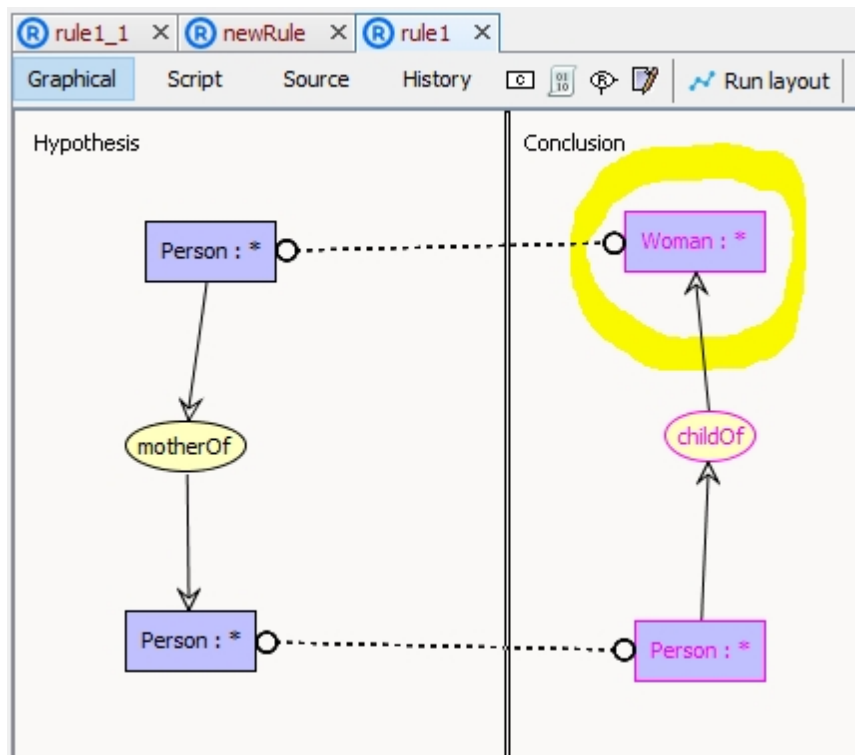 rule1_1 newRule rule1
Graphical Script Source History Run layout
Hypothesis Conclusion
Person : * Woman : *
motherOf childOf
Person : * Person : *